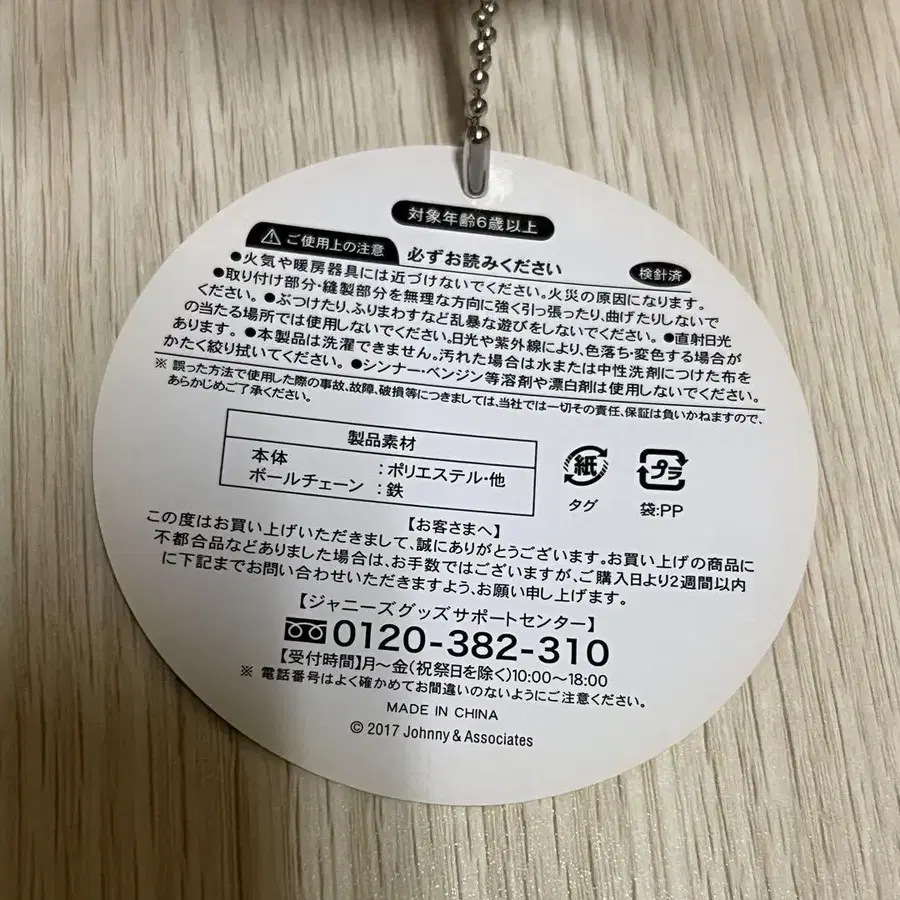 対象年齢6歳以上
⚠ご使用上の注意 必ずお読みください 検針済
●火気や暖房器具には近づけないでください。火災の原因になります。
●取り付け部分・縫製部分を無理な方向に強く引っ張ったり、曲げたりしないで
ください。●ぶつけたり、ふりまわすなど乱暴な遊びをしないでください。●直射日光
の当たる場所では使用しないでください。日光や紫外線により、色落ち・変色する場合が
あります。●本製品は洗濯できません。汚れた場合は水または中性洗剤につけた布を
かたく絞り拭いてください。●シンナー・ベンジン等溶剤や漂白剤は使用しないでください。
※ 誤った方法で使用した際の事故、故障、破損等につきましては、当社では一切その責任、保証は負いかねますので、
あらかじめご了承ください。
製品素材
本体 :ポリエステル・他
ボールチェーン :鉄
紙
タグ
プラ
袋:PP
【お客さまへ】
この度はお買い上げいただきまして、誠にありがとうございます。お買い上げの商品に
不都合品などありました場合は、お手数ではございますが、ご購入日より2週間以内
に下記までお問い合わせいただきますよう、お願い申し上げます。
【ジャニーズグッズサポートセンター】
0120-382-310
【受付時間】月〜金(祝祭日を除く)10:00〜18:00
※ 電話番号はよく確かめてお間違いのないようにご注意ください。
MADE IN CHINA
© 2017 Johnny & Associates